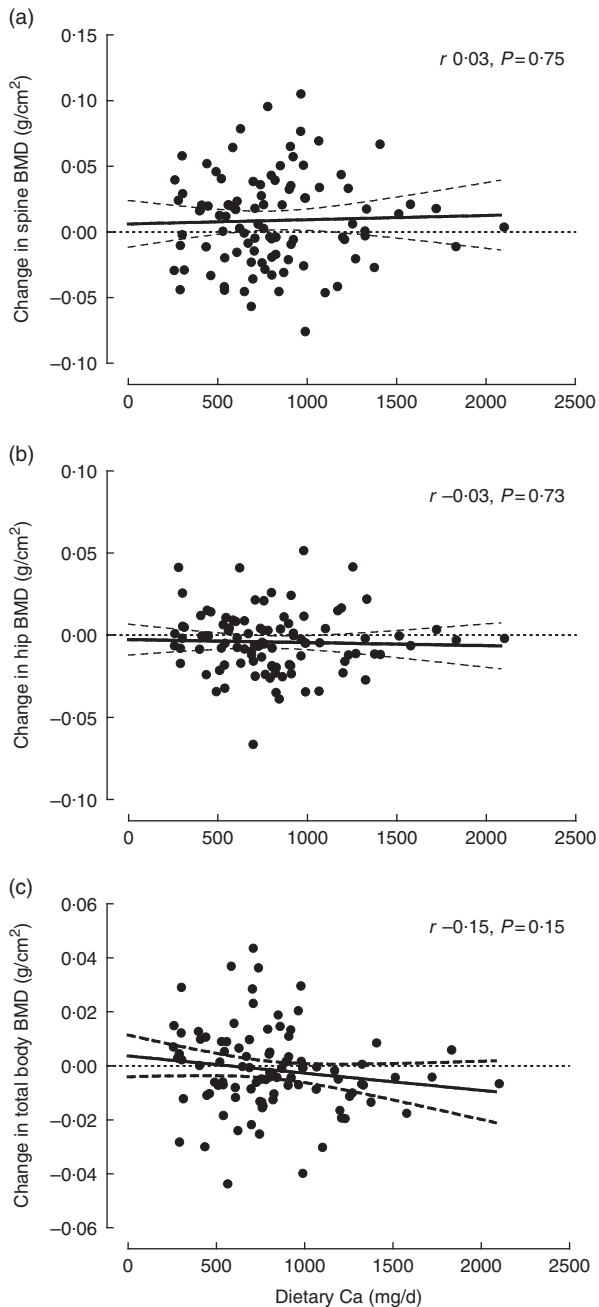 (a)
0·15
r 0·03, P=0·75
0·10
0·05
0·00
–0·05
–0·10
Change in spine BMD (g/cm²)
0 500 1000 1500 2000 2500
(b)
0·10
r –0·03, P=0·73
0·05
0·00
–0·05
–0·10
Change in hip BMD (g/cm²)
0 500 1000 1500 2000 2500
(c)
0·06
r –0·15, P=0·15
0·04
0·02
0·00
–0·02
–0·04
–0·06
Change in total body BMD (g/cm²)
0 500 1000 1500 2000 2500
Dietary Ca (mg/d)